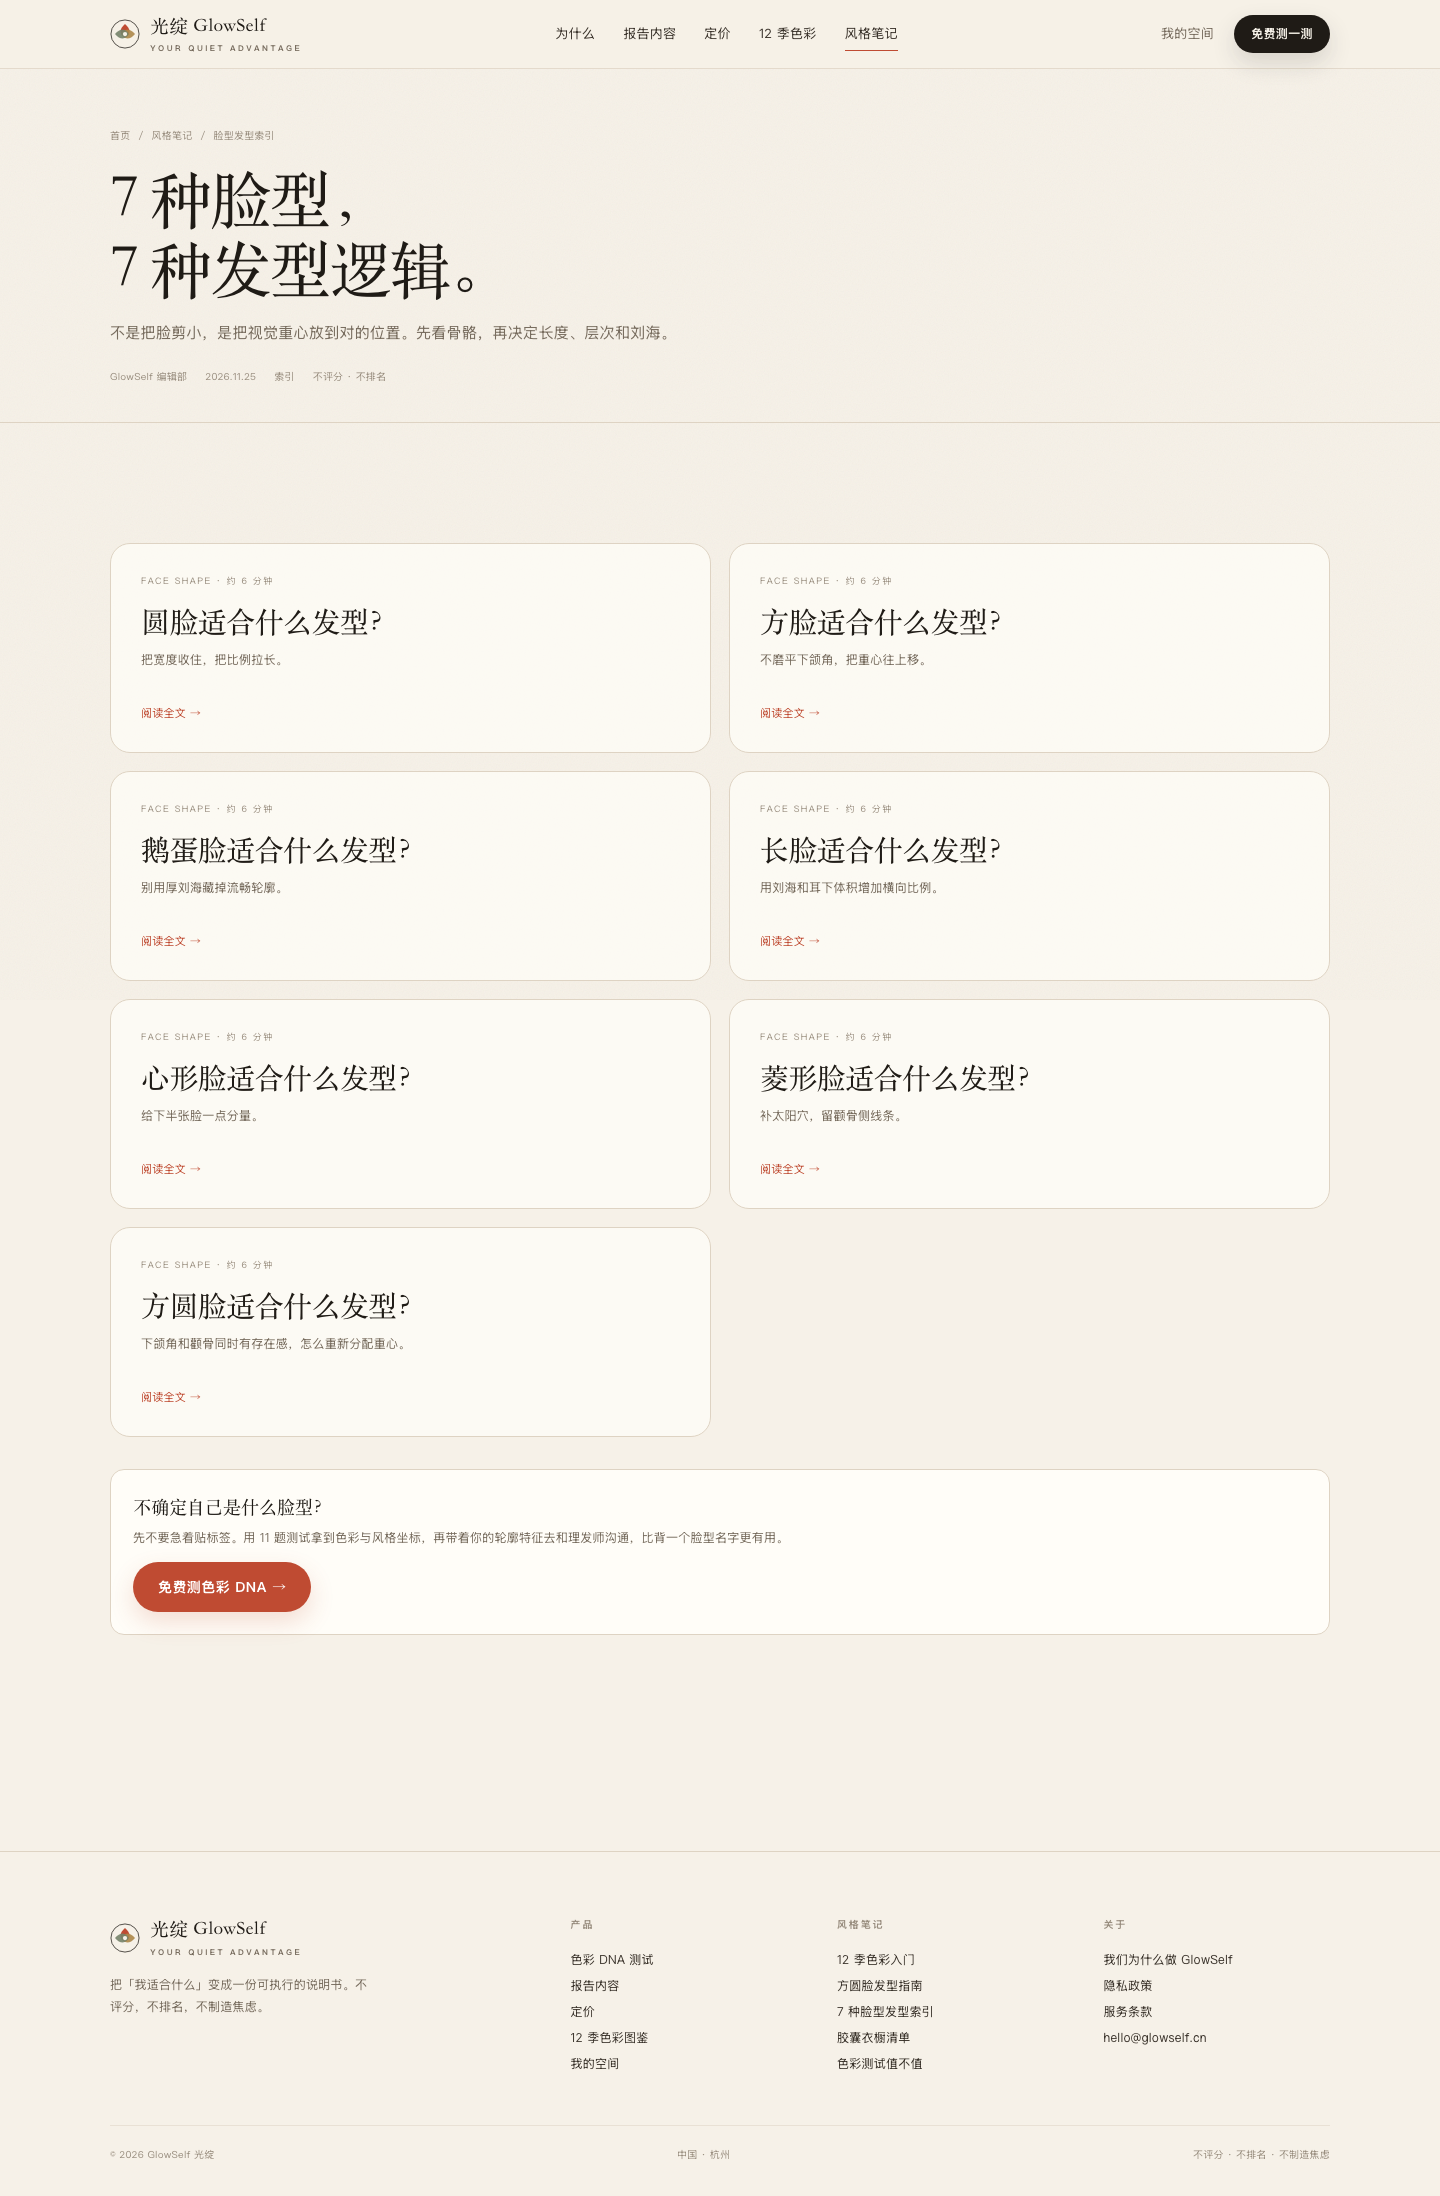 光绽 GlowSelf
YOUR QUIET ADVANTAGE
为什么
报告内容
定价
12 季色彩
风格笔记
我的空间
免费测一测
首页 / 风格笔记 / 脸型发型索引
7 种脸型，
7 种发型逻辑。
不是把脸剪小，是把视觉重心放到对的位置。先看骨骼，再决定长度、层次和刘海。
GlowSelf 编辑部 2026.11.25 索引 不评分 · 不排名
FACE SHAPE · 约 6 分钟
圆脸适合什么发型?
把宽度收住，把比例拉长。
阅读全文 →
FACE SHAPE · 约 6 分钟
方脸适合什么发型?
不磨平下颌角，把重心往上移。
阅读全文 →
FACE SHAPE · 约 6 分钟
鹅蛋脸适合什么发型?
别用厚刘海藏掉流畅轮廓。
阅读全文 →
FACE SHAPE · 约 6 分钟
长脸适合什么发型?
用刘海和耳下体积增加横向比例。
阅读全文 →
FACE SHAPE · 约 6 分钟
心形脸适合什么发型?
给下半张脸一点分量。
阅读全文 →
FACE SHAPE · 约 6 分钟
菱形脸适合什么发型?
补太阳穴，留颧骨侧线条。
阅读全文 →
FACE SHAPE · 约 6 分钟
方圆脸适合什么发型?
下颌角和颧骨同时有存在感，怎么重新分配重心。
阅读全文 →
不确定自己是什么脸型?
先不要急着贴标签。用 11 题测试拿到色彩与风格坐标，再带着你的轮廓特征去和理发师沟通，比背一个脸型名字更有用。
免费测色彩 DNA →
光绽 GlowSelf
YOUR QUIET ADVANTAGE
把「我适合什么」变成一份可执行的说明书。不
评分，不排名，不制造焦虑。
产品
色彩 DNA 测试
报告内容
定价
12 季色彩图鉴
我的空间
风格笔记
12 季色彩入门
方圆脸发型指南
7 种脸型发型索引
胶囊衣橱清单
色彩测试值不值
关于
我们为什么做 GlowSelf
隐私政策
服务条款
hello@glowself.cn
© 2026 GlowSelf 光绽
中国 · 杭州
不评分 · 不排名 · 不制造焦虑